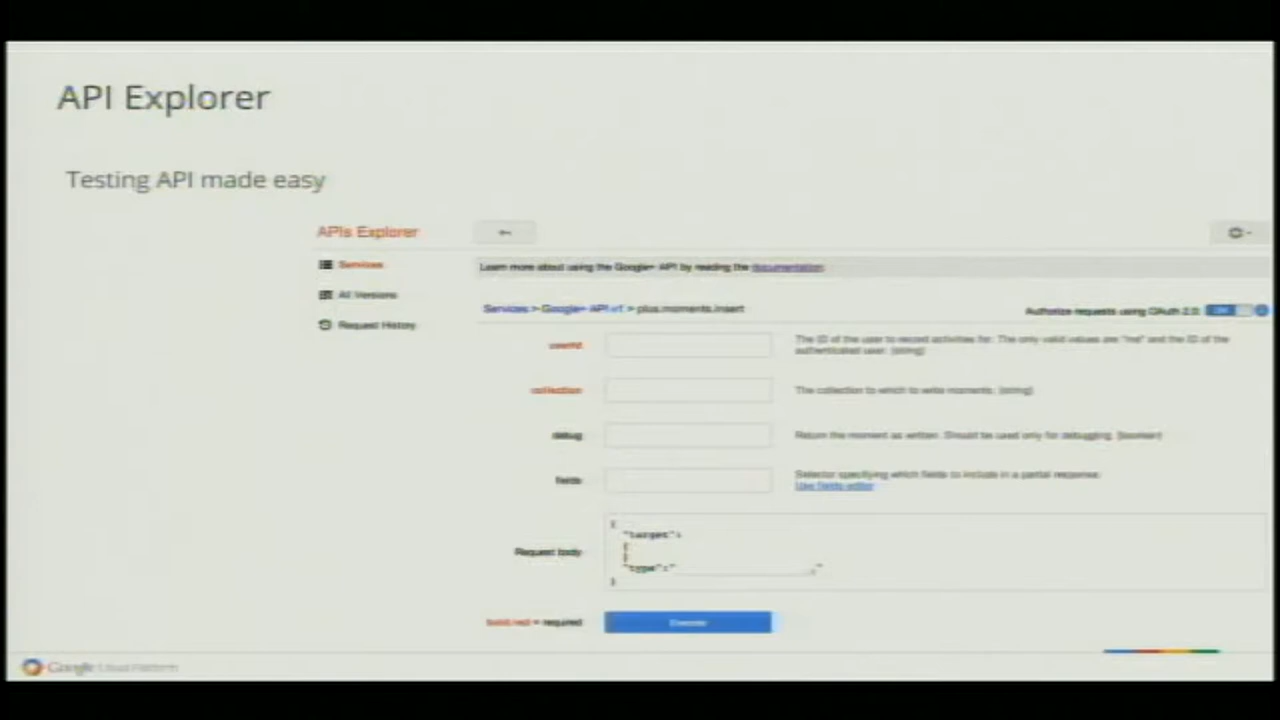 API Explorer
Testing API made easy
APIs Explorer
Services
All Versions
Request History
Learn more about using the Google+ API by reading the documentation.
Services > Google+ API v1 > plus.moments.insert
Authorize requests using OAuth 2.0: ON
userId
The ID of the user to record activities for. The only valid values are "me" and the ID of the
authenticated user. (string)
collection
The collection to which to write moments. (string)
debug
Return the moment as written. Should be used only for debugging. (boolean)
fields
Selector specifying which fields to include in a partial response.
Use fields editor
Request body
{
"target":
{
}
"type":" ,"
}
bold red = required
Execute
Google Cloud Platform